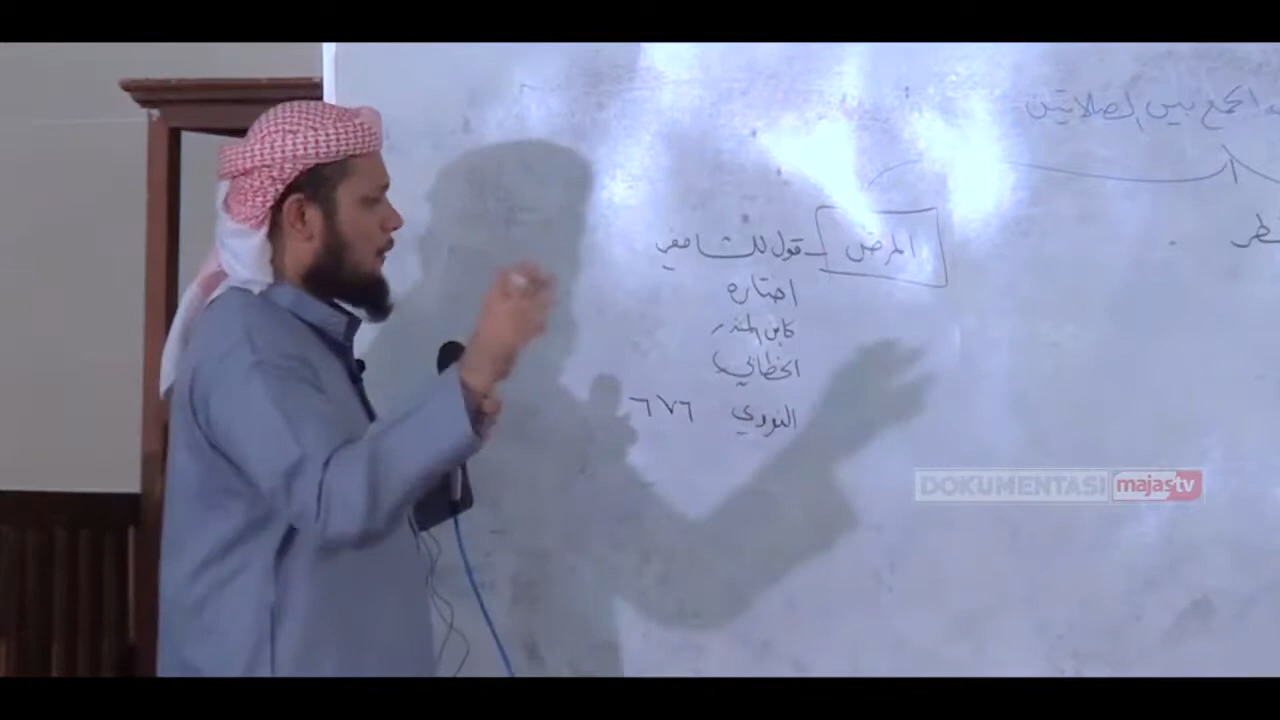 الجمع بين الصلاتين
المرض - قول للشافعي
اختاره
كابن المنذر
الخطابي
النووي ٦٧٦
DOKUMENTASI majastv